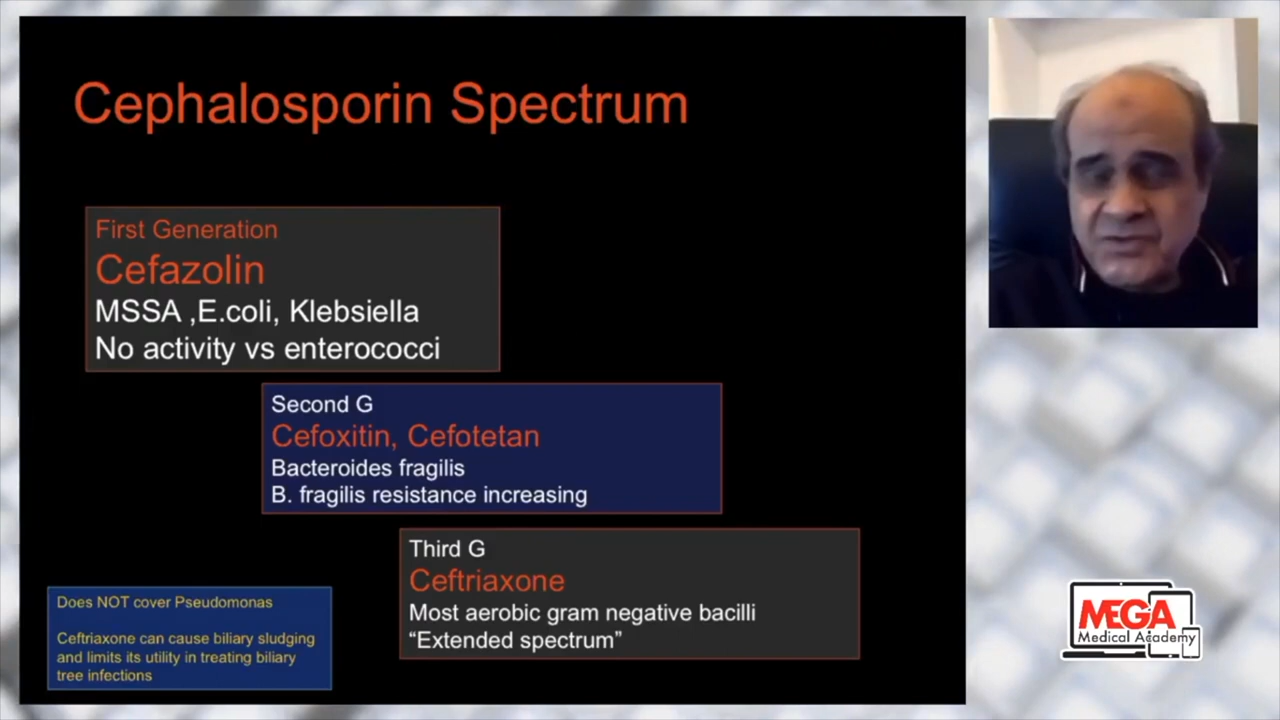 Cephalosporin Spectrum
First Generation
Cefazolin
MSSA ,E.coli, Klebsiella
No activity vs enterococci
Second G
Cefoxitin, Cefotetan
Bacteroides fragilis
B. fragilis resistance increasing
Third G
Ceftriaxone
Most aerobic gram negative bacilli
“Extended spectrum”
Does NOT cover Pseudomonas
Ceftriaxone can cause biliary sludging
and limits its utility in treating biliary
tree infections
MEGA
Medical Academy